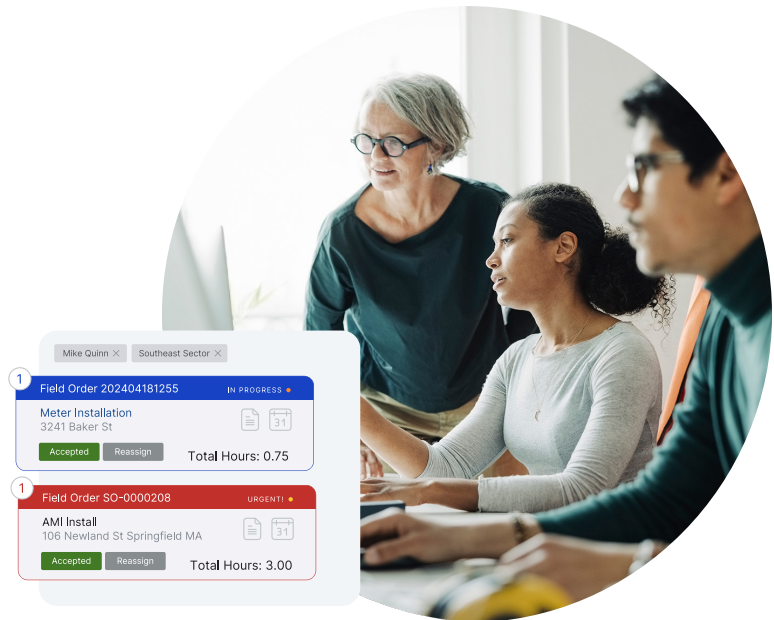 Mike Quinn × Southeast Sector ×
1
Field Order 202404181255 IN PROGRESS
Meter Installation
3241 Baker St
31
Accepted Reassign Total Hours: 0.75
1
Field Order SO-0000208 URGENT!
AMI Install
106 Newland St Springfield MA
31
Accepted Reassign Total Hours: 3.00